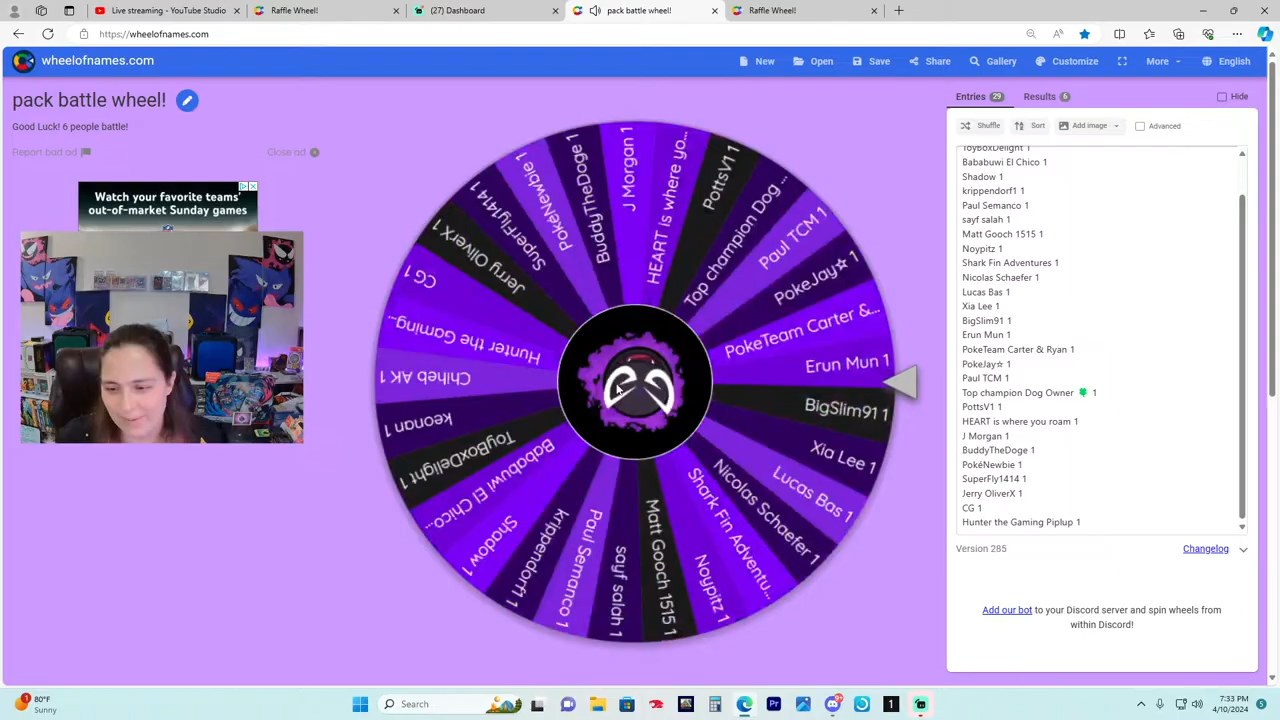 Live streaming - YouTube Studio
Raffle Wheel!
(27) Dashboard
pack battle wheel!
Raffle Wheel!
https://wheelofnames.com
wheelofnames.com
New
Open
Save
Share
Gallery
Customize
More
English
pack battle wheel!
Good Luck! 6 people battle!
Report bad ad
Close ad
Watch your favorite teams'
out-of-market Sunday games
J Morgan 1
HEART is where yo...
PottsV1 1
Top champion Dog ...
Paul TCM 1
PokeJay☆ 1
PokeTeam Carter &...
Erun Mun 1
BigSlim91 1
Xia Lee 1
Lucas Bas 1
Nicolas Schaefer 1
Shark Fin Adventu...
Noypitz 1
Matt Gooch 1515 1
sayf salah 1
Paul Semanco 1
krippendorf1 1
Shadow 1
Bababuwi El Chico...
ToyBoxDelight 1
keonan 1
Chiheb AK 1
Hunter the Gaming...
CG 1
Jerry OliverX 1
SuperFly1414 1
PokéNewbie 1
BuddyTheDoge 1
Entries 29
Results 6
Hide
Shuffle
Sort
Add image
Advanced
ToyBoxDelight 1
Bababuwi El Chico 1
Shadow 1
krippendorf1 1
Paul Semanco 1
sayf salah 1
Matt Gooch 1515 1
Noypitz 1
Shark Fin Adventures 1
Nicolas Schaefer 1
Lucas Bas 1
Xia Lee 1
BigSlim91 1
Erun Mun 1
PokeTeam Carter & Ryan 1
PokeJay☆ 1
Paul TCM 1
Top champion Dog Owner 🍀 1
PottsV1 1
HEART is where you roam 1
J Morgan 1
BuddyTheDoge 1
PokéNewbie 1
SuperFly1414 1
Jerry OliverX 1
CG 1
Hunter the Gaming Piplup 1
Version 285
Changelog
Add our bot to your Discord server and spin wheels from
within Discord!
1
80°F
Sunny
Search
9+
1
7:33 PM
4/10/2024
5